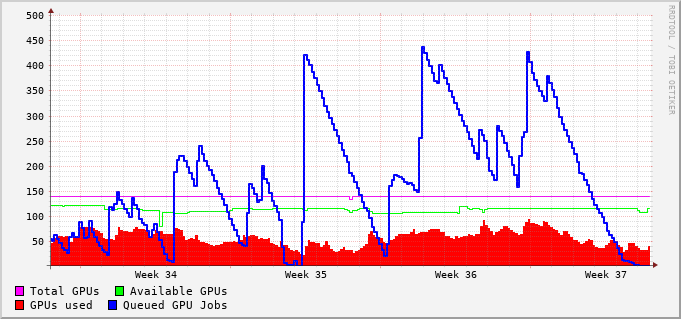 500
450
400
350
300
250
200
150
100
50
Week 34 Week 35 Week 36 Week 37
Total GPUs Available GPUs
GPUs used Queued GPU Jobs
RRDTOOL / TOBI OETIKER